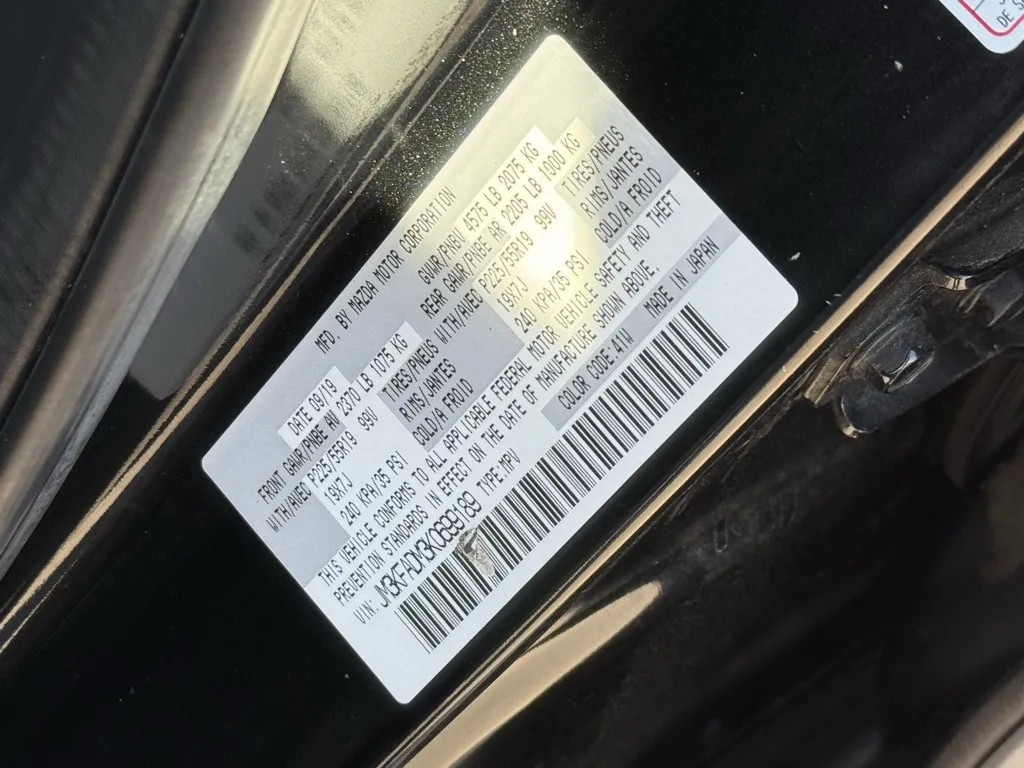 MFD. BY MAZDA MOTOR CORPORATION
DATE 09/19 GVWR/PNBV 4575 LB 2075 KG
FRONT GAWR/PNBE AV 2370 LB 1075 KG REAR GAWR/PNBE AR 2205 LB 1000 KG
WITH/AVEC P225/55R19 99V TIRES/PNEUS WITH/AVEC P225/55R19 99V TIRES/PNEUS
19X7J RIMS/JANTES 19X7J RIMS/JANTES
240 KPA/35 PSI COLD/A FROID 240 KPA/35 PSI COLD/A FROID
THIS VEHICLE CONFORMS TO ALL APPLICABLE FEDERAL MOTOR VEHICLE SAFETY AND THEFT
PREVENTION STANDARDS IN EFFECT ON THE DATE OF MANUFACTURE SHOWN ABOVE.
VIN: JM3KFADM3K0699189 TYPE:MPV COLOR CODE:41W MADE IN JAPAN
DE S